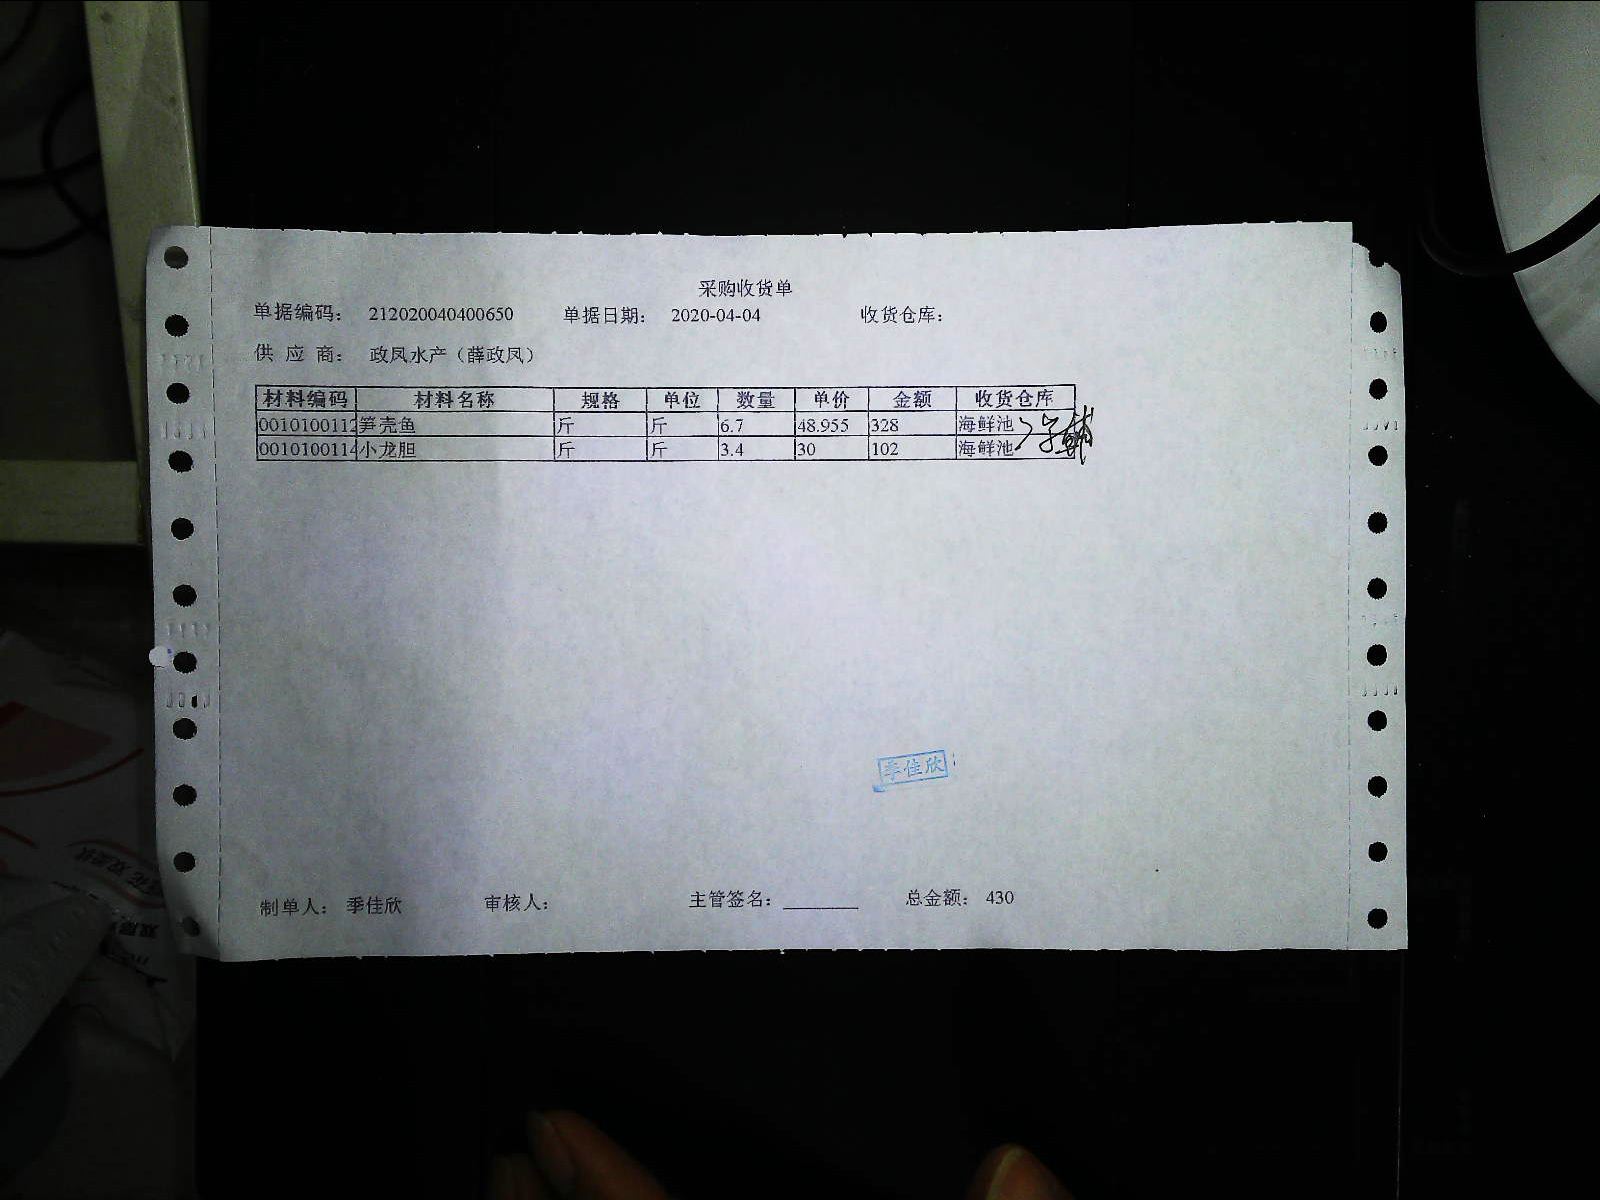 采购收货单
单据编码： 212020040400650 单据日期： 2020-04-04 收货仓库：
供 应 商： 政凤水产（薛政凤）
材料编码 材料名称 规格 单位 数量 单价 金额 收货仓库
0010100112 笋壳鱼 斤 斤 6.7 48.955 328 海鲜池
0010100114 小龙胆 斤 斤 3.4 30 102 海鲜池
季佳欣
制单人： 季佳欣 审核人： 主管签名： 总金额： 430